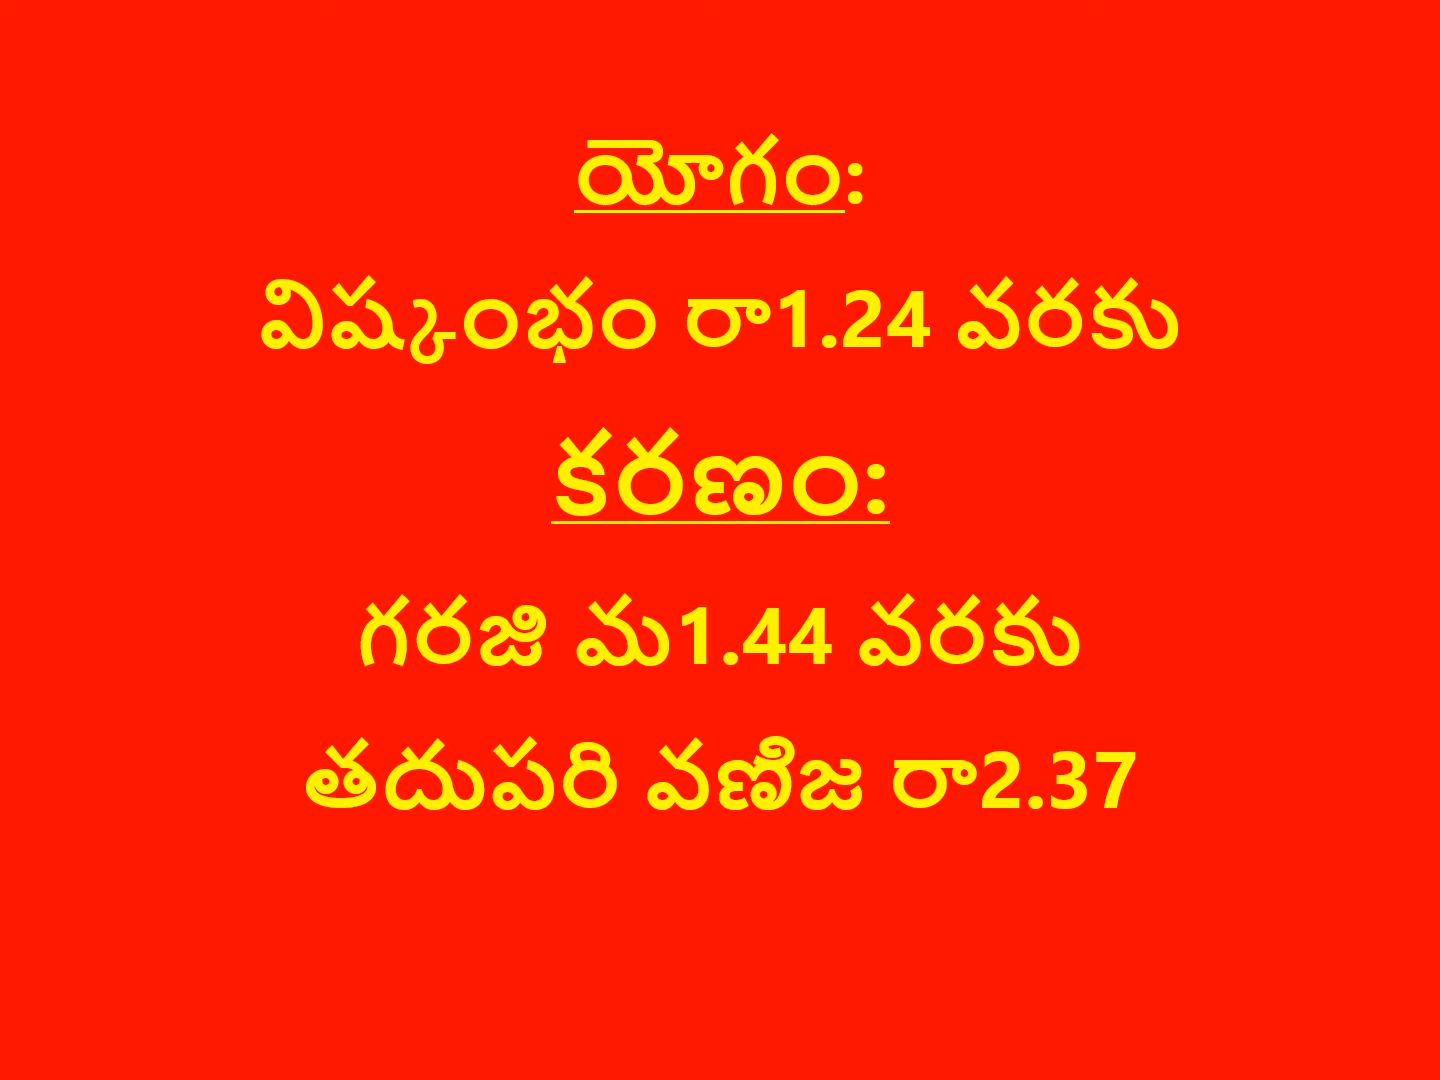 యోగం:
విష్కంభం రా1.24 వరకు
కరణం:
గరజి మ1.44 వరకు
తదుపరి వణిజ రా2.37